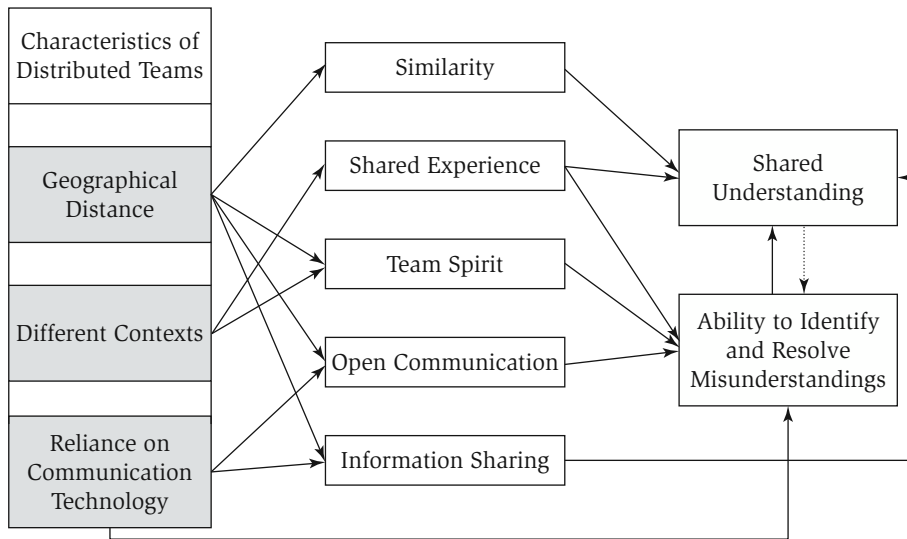 Characteristics of
Distributed Teams
Geographical
Distance
Different Contexts
Reliance on
Communication
Technology
Similarity
Shared Experience
Team Spirit
Open Communication
Information Sharing
Shared
Understanding
Ability to Identify
and Resolve
Misunderstandings